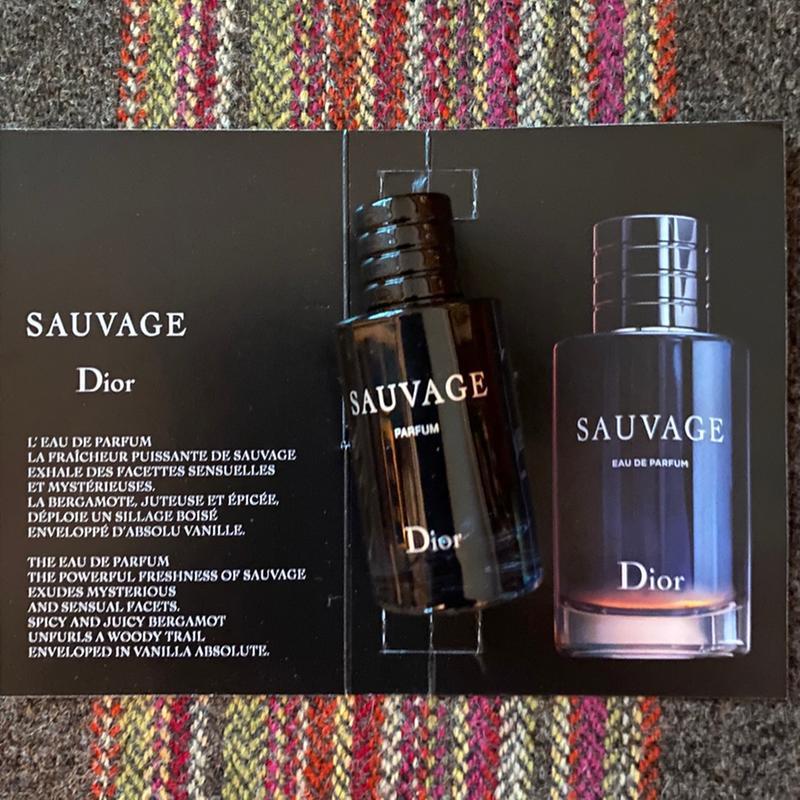 SAUVAGE
Dior
L'EAU DE PARFUM
LA FRAÎCHEUR PUISSANTE DE SAUVAGE
EXHALE DES FACETTES SENSUELLES
ET MYSTÉRIEUSES.
LA BERGAMOTE, JUTEUSE ET ÉPICÉE,
DÉPLOIE UN SILLAGE BOISÉ
ENVELOPPÉ D'ABSOLU VANILLE.
THE EAU DE PARFUM
THE POWERFUL FRESHNESS OF SAUVAGE
EXUDES MYSTERIOUS
AND SENSUAL FACETS.
SPICY AND JUICY BERGAMOT
UNFURLS A WOODY TRAIL
ENVELOPED IN VANILLA ABSOLUTE.
SAUVAGE
PARFUM
Dior
SAUVAGE
EAU DE PARFUM
Dior